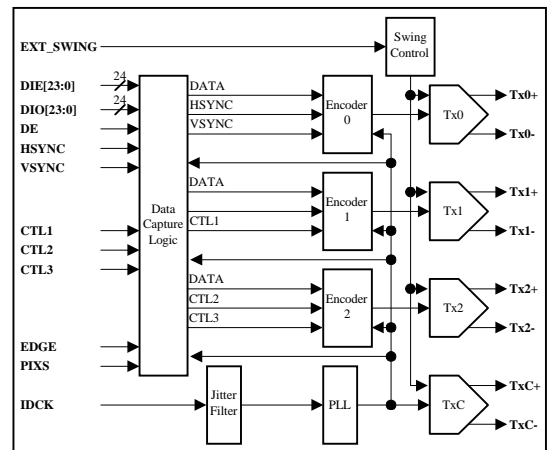 EXT_SWING
Swing
Control
DIE[23:0]
24
DIO[23:0]
24
DE
HSYNC
VSYNC
CTL1
CTL2
CTL3
EDGE
PIXS
IDCK
Data
Capture
Logic
DATA
HSYNC
VSYNC
Encoder
0
Tx0
Tx0+
Tx0-
DATA
CTL1
Encoder
1
Tx1
Tx1+
Tx1-
DATA
CTL2
CTL3
Encoder
2
Tx2
Tx2+
Tx2-
Jitter
Filter
PLL
TxC
TxC+
TxC-